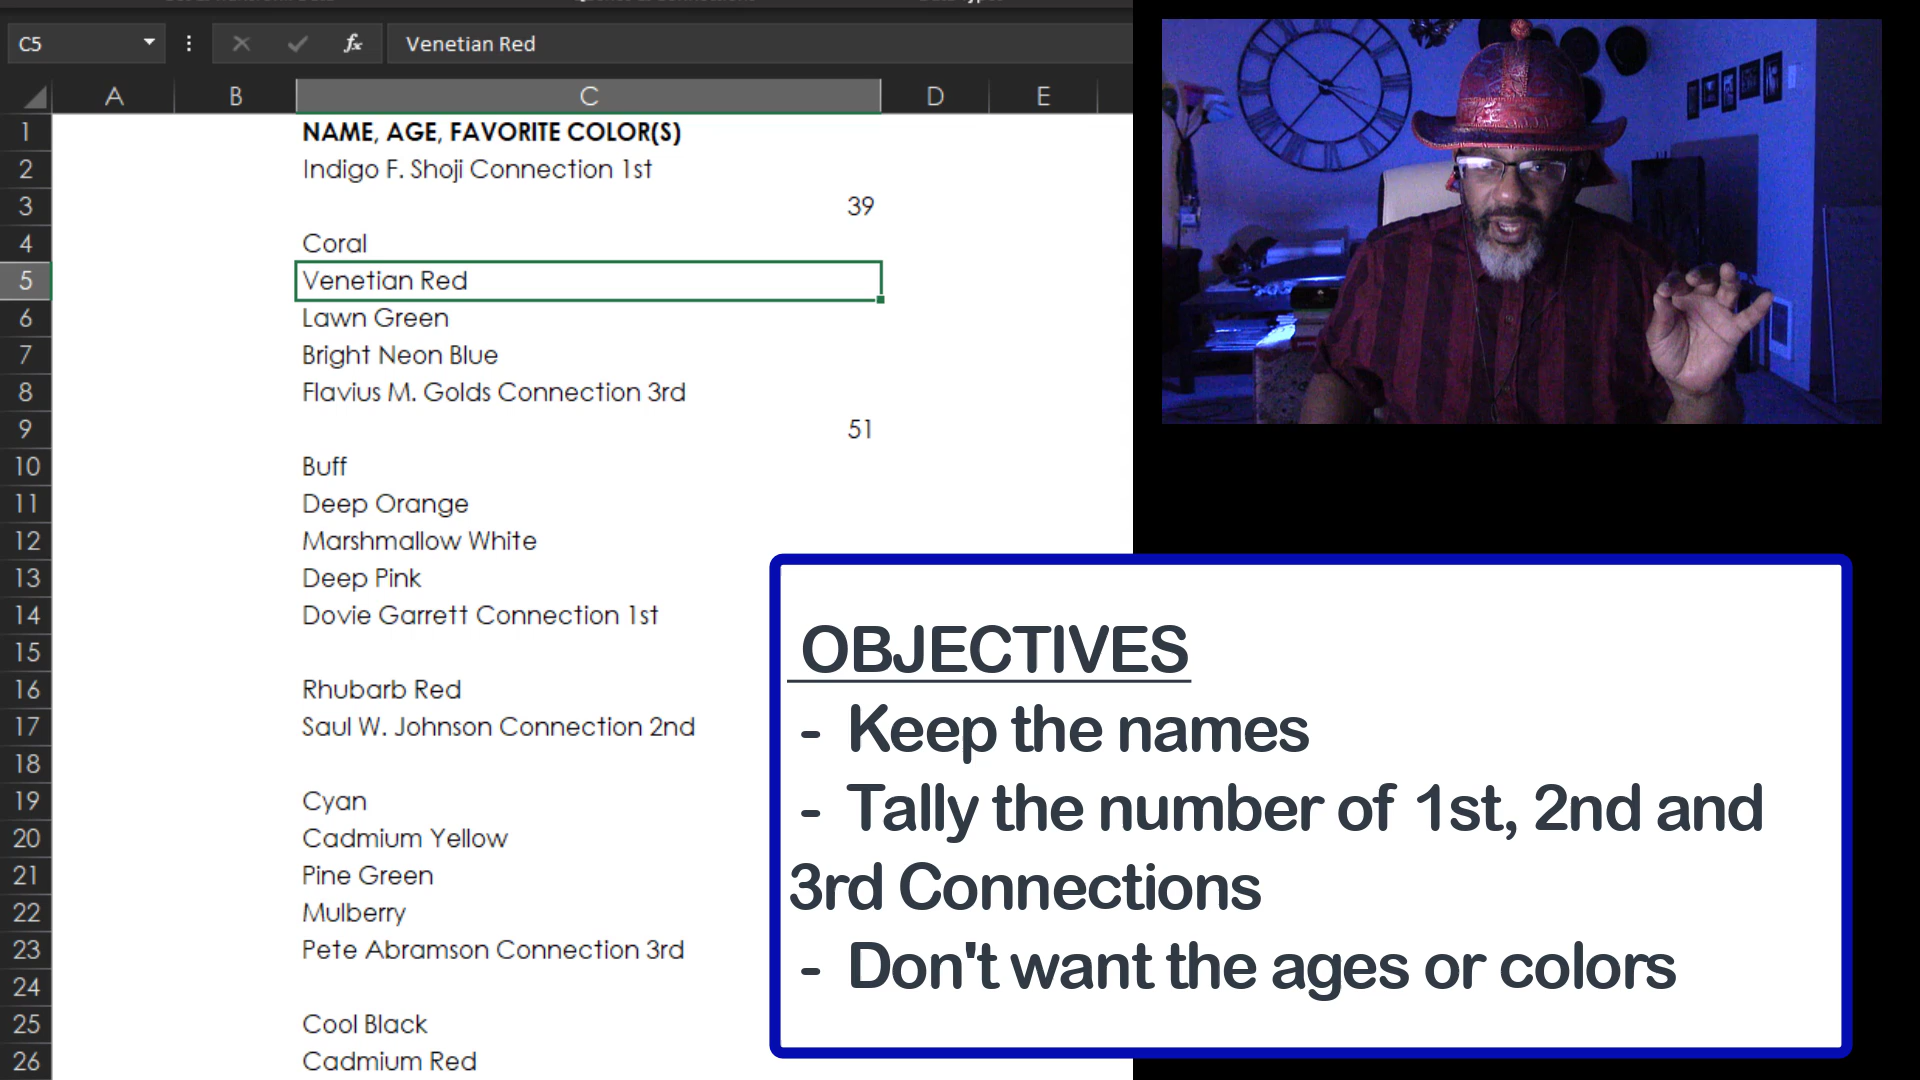 C5
fx
Venetian Red
A B C D E
1 NAME, AGE, FAVORITE COLOR(S)
2 Indigo F. Shoji Connection 1st
3 39
4 Coral
5 Venetian Red
6 Lawn Green
7 Bright Neon Blue
8 Flavius M. Golds Connection 3rd
9 51
10 Buff
11 Deep Orange
12 Marshmallow White
13 Deep Pink
14 Dovie Garrett Connection 1st
15
16 Rhubarb Red
17 Saul W. Johnson Connection 2nd
18
19 Cyan
20 Cadmium Yellow
21 Pine Green
22 Mulberry
23 Pete Abramson Connection 3rd
24
25 Cool Black
26 Cadmium Red
OBJECTIVES
- Keep the names
- Tally the number of 1st, 2nd and
3rd Connections
- Don't want the ages or colors